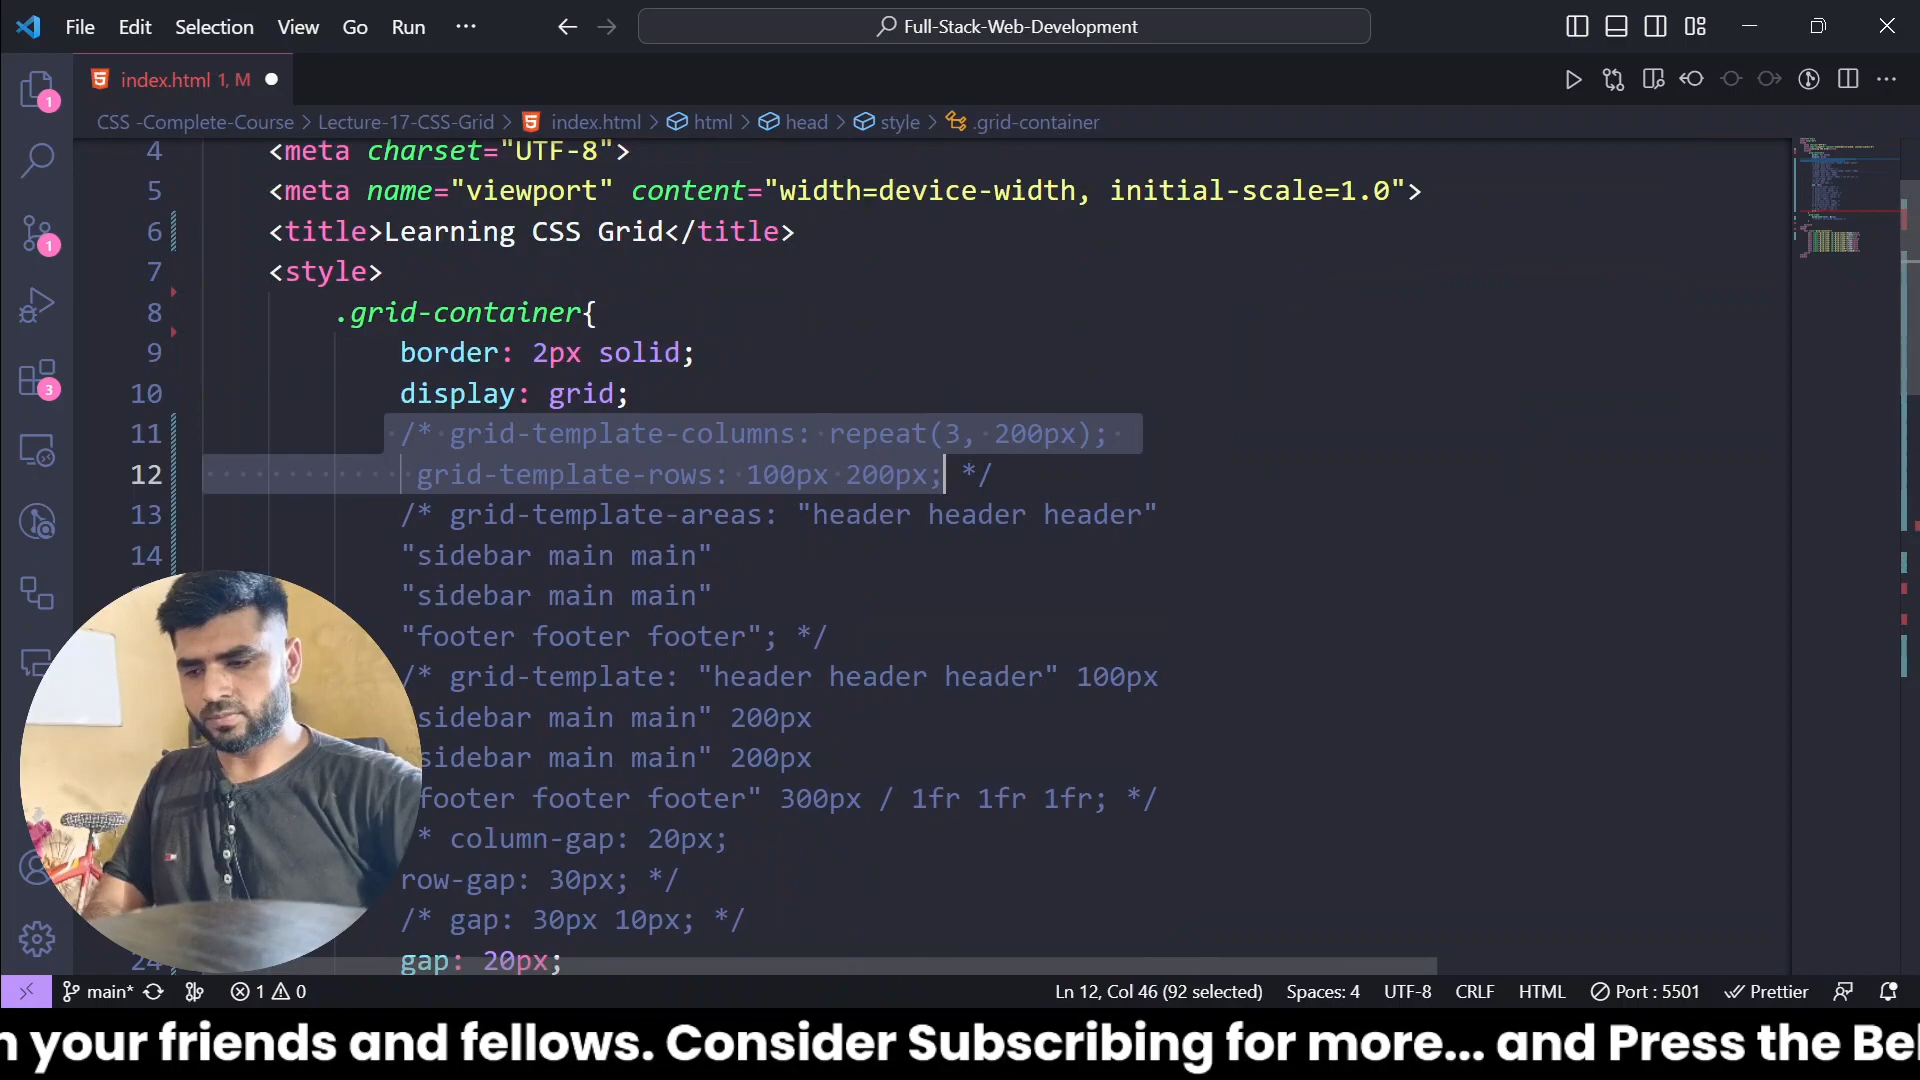 File Edit Selection View Go Run ··· Full-Stack-Web-Development
index.html 1, M
CSS -Complete-Course > Lecture-17-CSS-Grid > index.html > html > head > style > .grid-container
4 <meta charset="UTF-8">
5 <meta name="viewport" content="width=device-width, initial-scale=1.0">
6 <title>Learning CSS Grid</title>
7 <style>
8 .grid-container{
9 border: 2px solid;
10 display: grid;
11 /* grid-template-columns: repeat(3, 200px);
12 grid-template-rows: 100px 200px; */
13 /* grid-template-areas: "header header header"
14 "sidebar main main"
"sidebar main main"
"footer footer footer"; */
/* grid-template: "header header header" 100px
sidebar main main" 200px
sidebar main main" 200px
footer footer footer" 300px / 1fr 1fr 1fr; */
* column-gap: 20px;
row-gap: 30px; */
/* gap: 30px 10px; */
24 gap: 20px;
1
1
3
main* 1 0 Ln 12, Col 46 (92 selected) Spaces: 4 UTF-8 CRLF HTML Port : 5501 Prettier
n your friends and fellows. Consider Subscribing for more... and Press the Bel